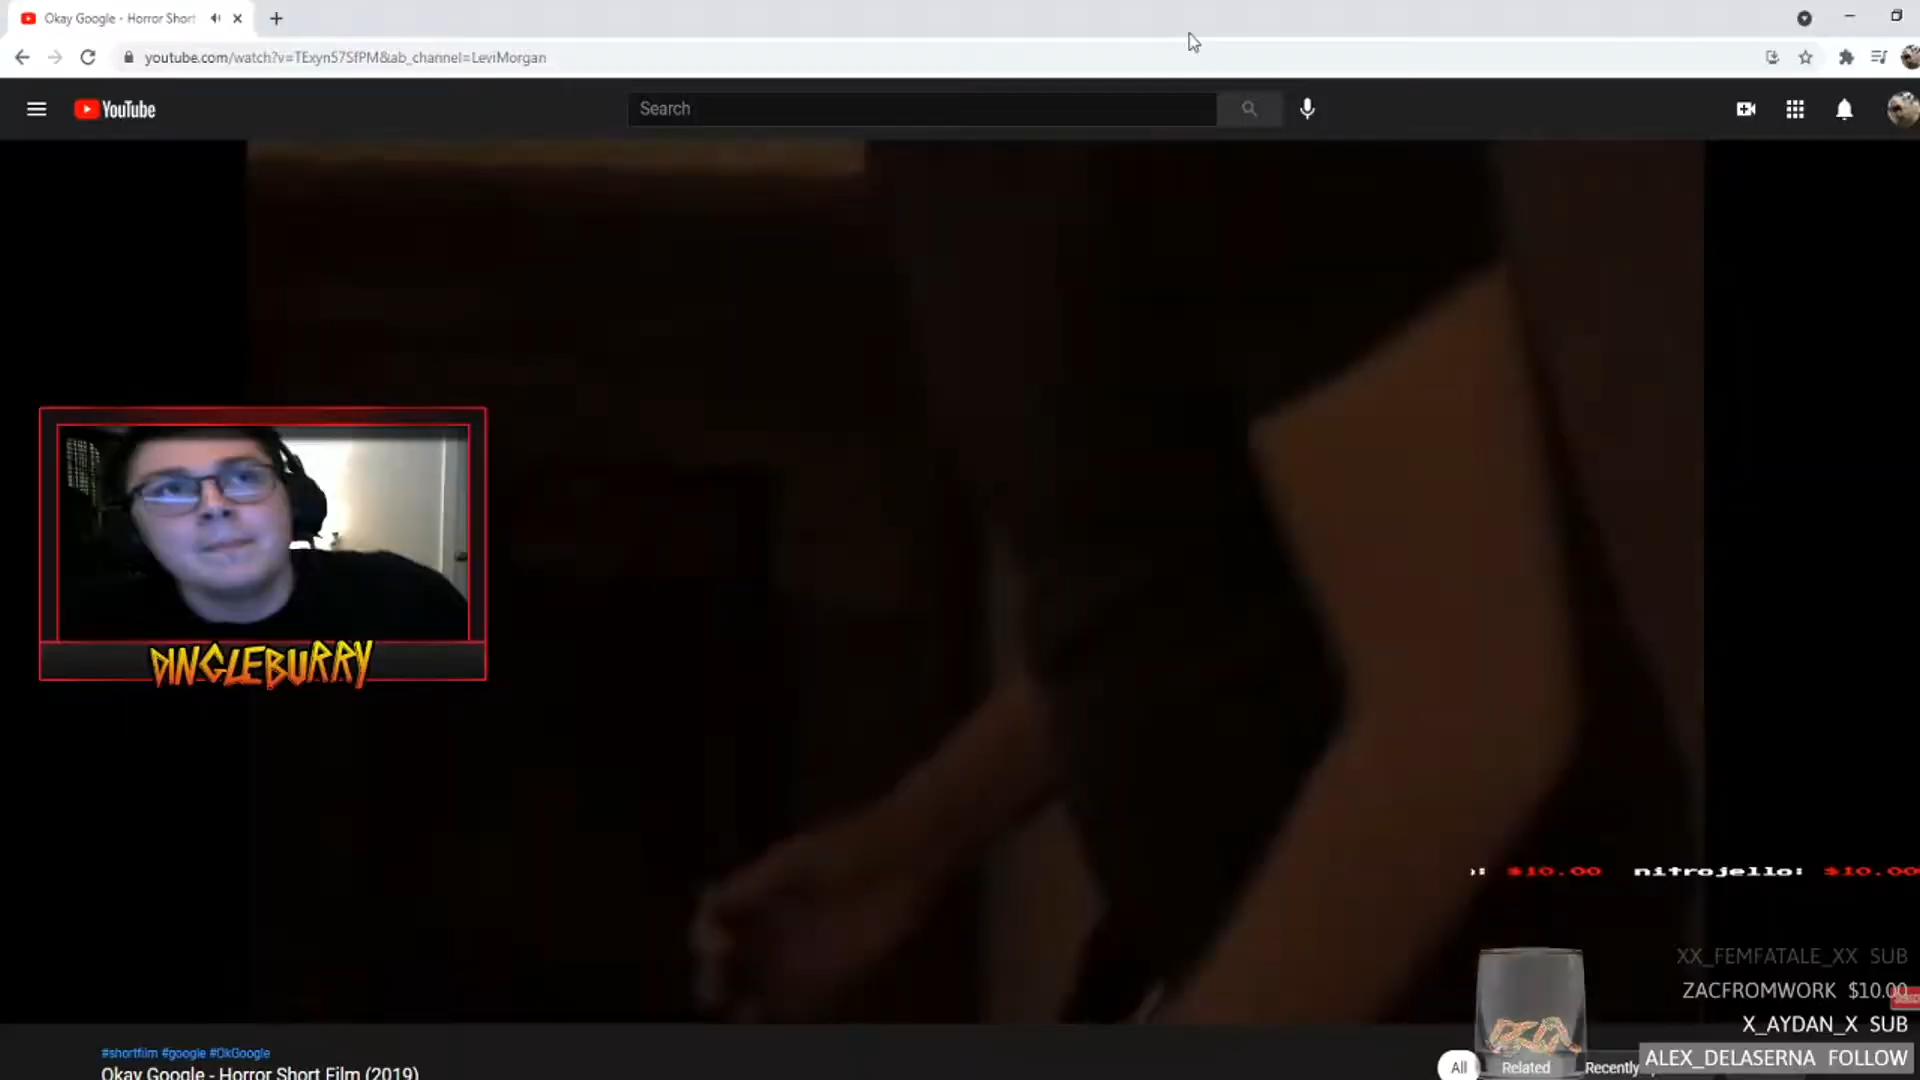 Okay Google - Horror Short
youtube.com/watch?v=TExyn57SfPM&ab_channel=LeviMorgan
YouTube
Search
DINGLEBURRY
$10.00 nitrojello: $10.00
XX_FEMFATALE_XX SUB
ZACFROMWORK $10.00
X_AYDAN_X SUB
ALEX_DELASERNA FOLLOW
#shortfilm #google #OkGoogle
Okay Google - Horror Short Film (2019)
All Related Recently